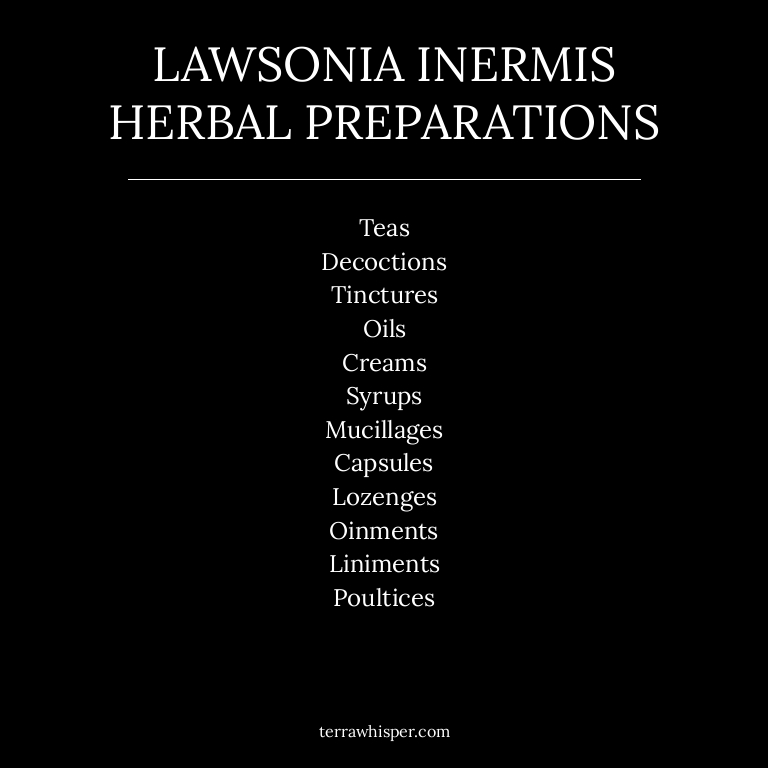 LAWSONIA INERMIS
HERBAL PREPARATIONS
Teas
Decoctions
Tinctures
Oils
Creams
Syrups
Mucillages
Capsules
Lozenges
Oinments
Liniments
Poultices
terrawhisper.com